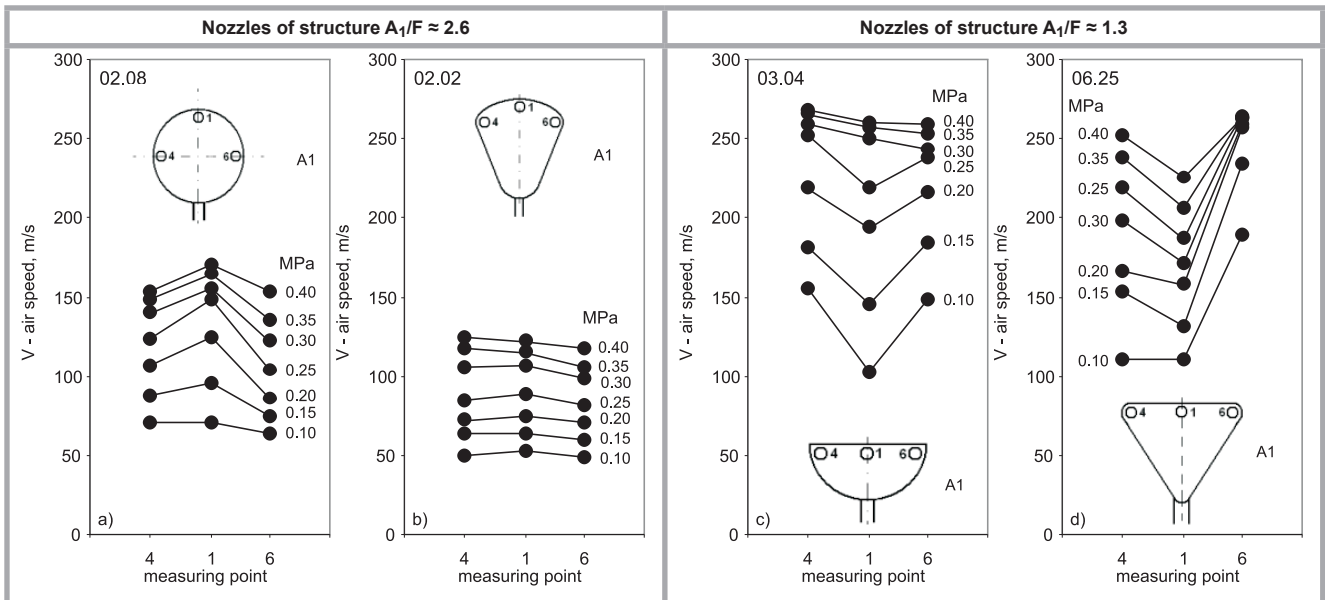 Nozzles of structure A₁/F ≈ 2.6
Nozzles of structure A₁/F ≈ 1.3
300
250
200
150
100
50
0
V - air speed, m/s
02.08
1
4
6
A1
MPa
0.40
0.35
0.30
0.25
0.20
0.15
0.10
a)
4 1 6
measuring point
300
250
200
150
100
50
0
V - air speed, m/s
02.02
1
4 6
A1
MPa
0.40
0.35
0.30
0.25
0.20
0.15
0.10
b)
4 1 6
measuring point
300
250
200
150
100
50
0
V - air speed, m/s
03.04
MPa
0.40
0.35
0.30
0.25
0.20
0.15
0.10
4 1 6
A1
c)
4 1 6
measuring point
300
250
200
150
100
50
0
V - air speed, m/s
06.25
MPa
0.40
0.35
0.25
0.30
0.20
0.15
0.10
4 1 6
A1
d)
4 1 6
measuring point